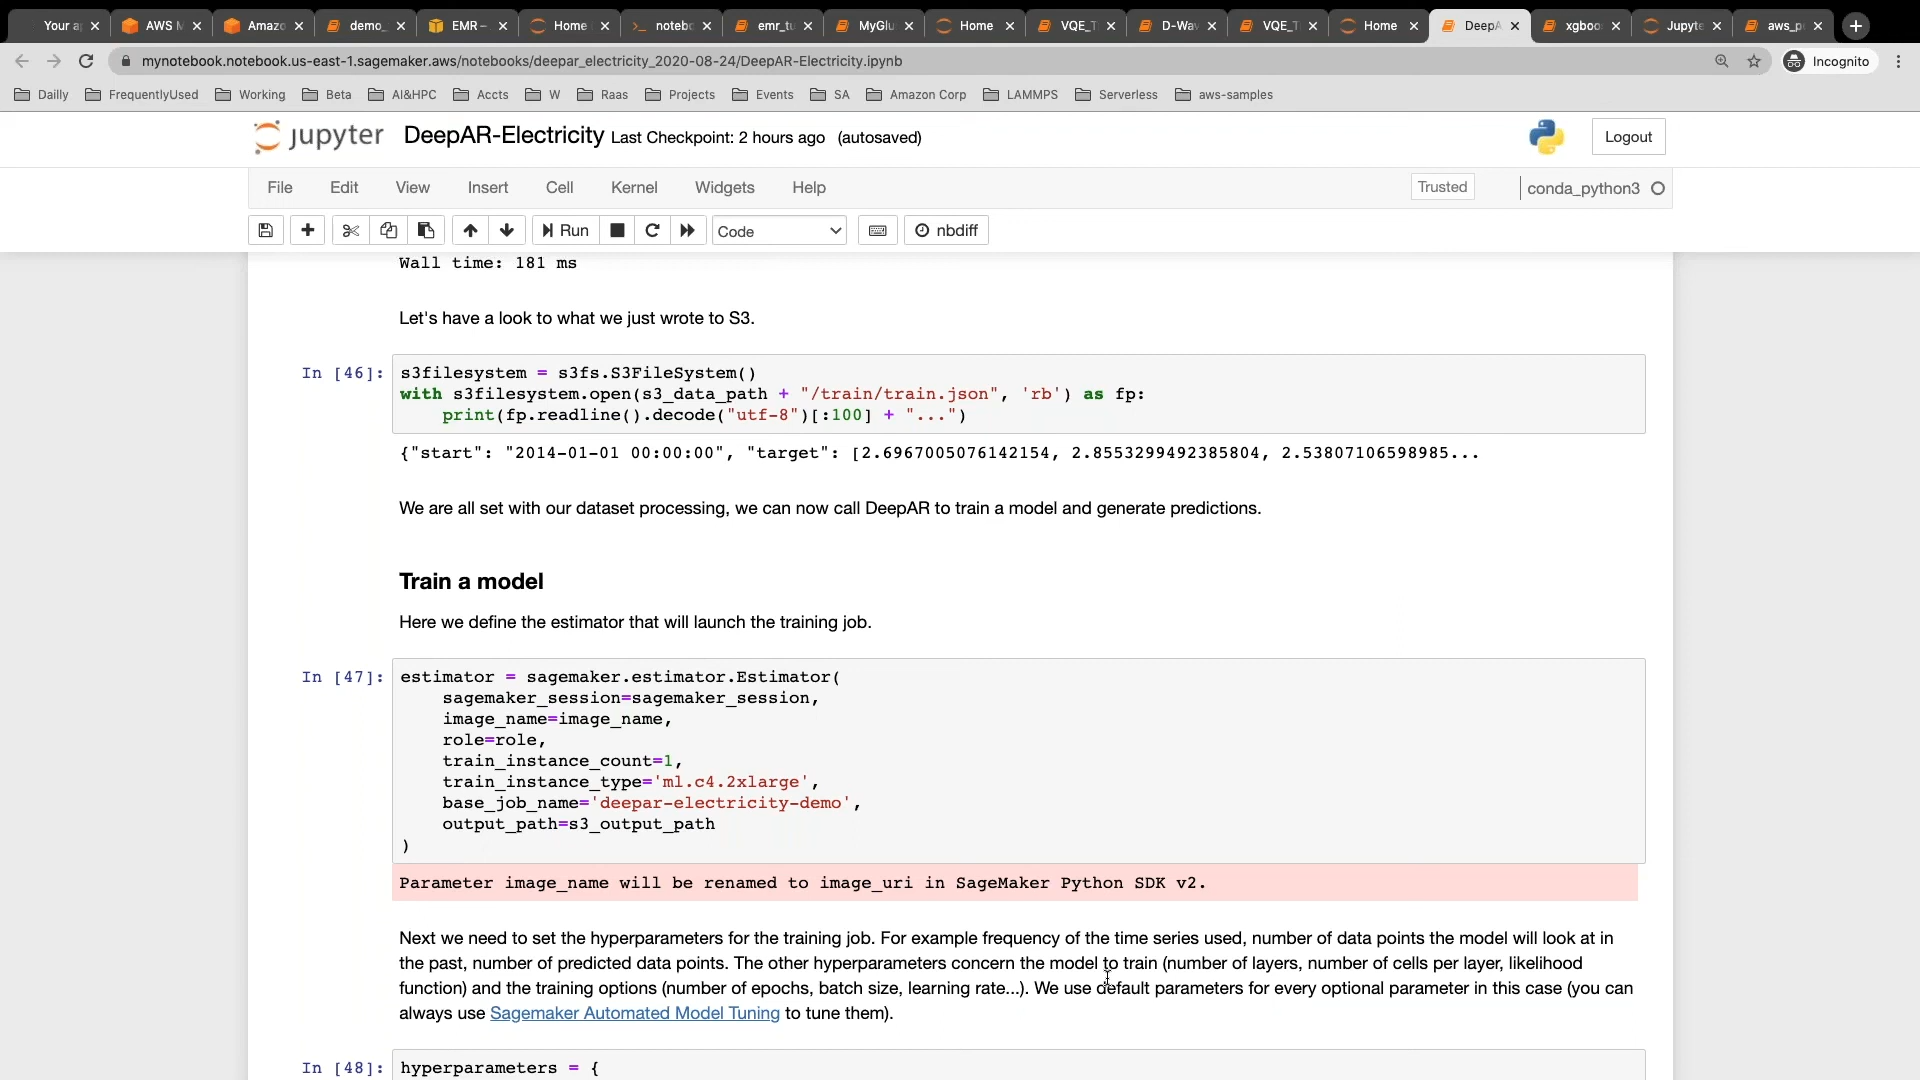 Your a
AWS M
Amazo
demo_
EMR –
Home
noteb
emr_tu
MyGlu
Home
VQE_T
D-Wav
VQE_T
Home
DeepA
xgboo
Jupyte
aws_p
mynotebook.notebook.us-east-1.sagemaker.aws/notebooks/deepar_electricity_2020-08-24/DeepAR-Electricity.ipynb
Incognito
Dailly FrequentlyUsed Working Beta AI&HPC Accts W Raas Projects Events SA Amazon Corp LAMMPS Serverless aws-samples
jupyter DeepAR-Electricity Last Checkpoint: 2 hours ago (autosaved) Logout
File Edit View Insert Cell Kernel Widgets Help Trusted conda_python3
Run Code nbdiff
Wall time: 181 ms
Let's have a look to what we just wrote to S3.
In [46]: s3filesystem = s3fs.S3FileSystem()
with s3filesystem.open(s3_data_path + "/train/train.json", 'rb') as fp:
    print(fp.readline().decode("utf-8")[:100] + "...")
{"start": "2014-01-01 00:00:00", "target": [2.6967005076142154, 2.8553299492385804, 2.53807106598985...
We are all set with our dataset processing, we can now call DeepAR to train a model and generate predictions.
Train a model
Here we define the estimator that will launch the training job.
In [47]: estimator = sagemaker.estimator.Estimator(
    sagemaker_session=sagemaker_session,
    image_name=image_name,
    role=role,
    train_instance_count=1,
    train_instance_type='ml.c4.2xlarge',
    base_job_name='deepar-electricity-demo',
    output_path=s3_output_path
)
Parameter image_name will be renamed to image_uri in SageMaker Python SDK v2.
Next we need to set the hyperparameters for the training job. For example frequency of the time series used, number of data points the model will look at in
the past, number of predicted data points. The other hyperparameters concern the model to train (number of layers, number of cells per layer, likelihood
function) and the training options (number of epochs, batch size, learning rate...). We use default parameters for every optional parameter in this case (you can
always use Sagemaker Automated Model Tuning to tune them).
In [48]: hyperparameters = {